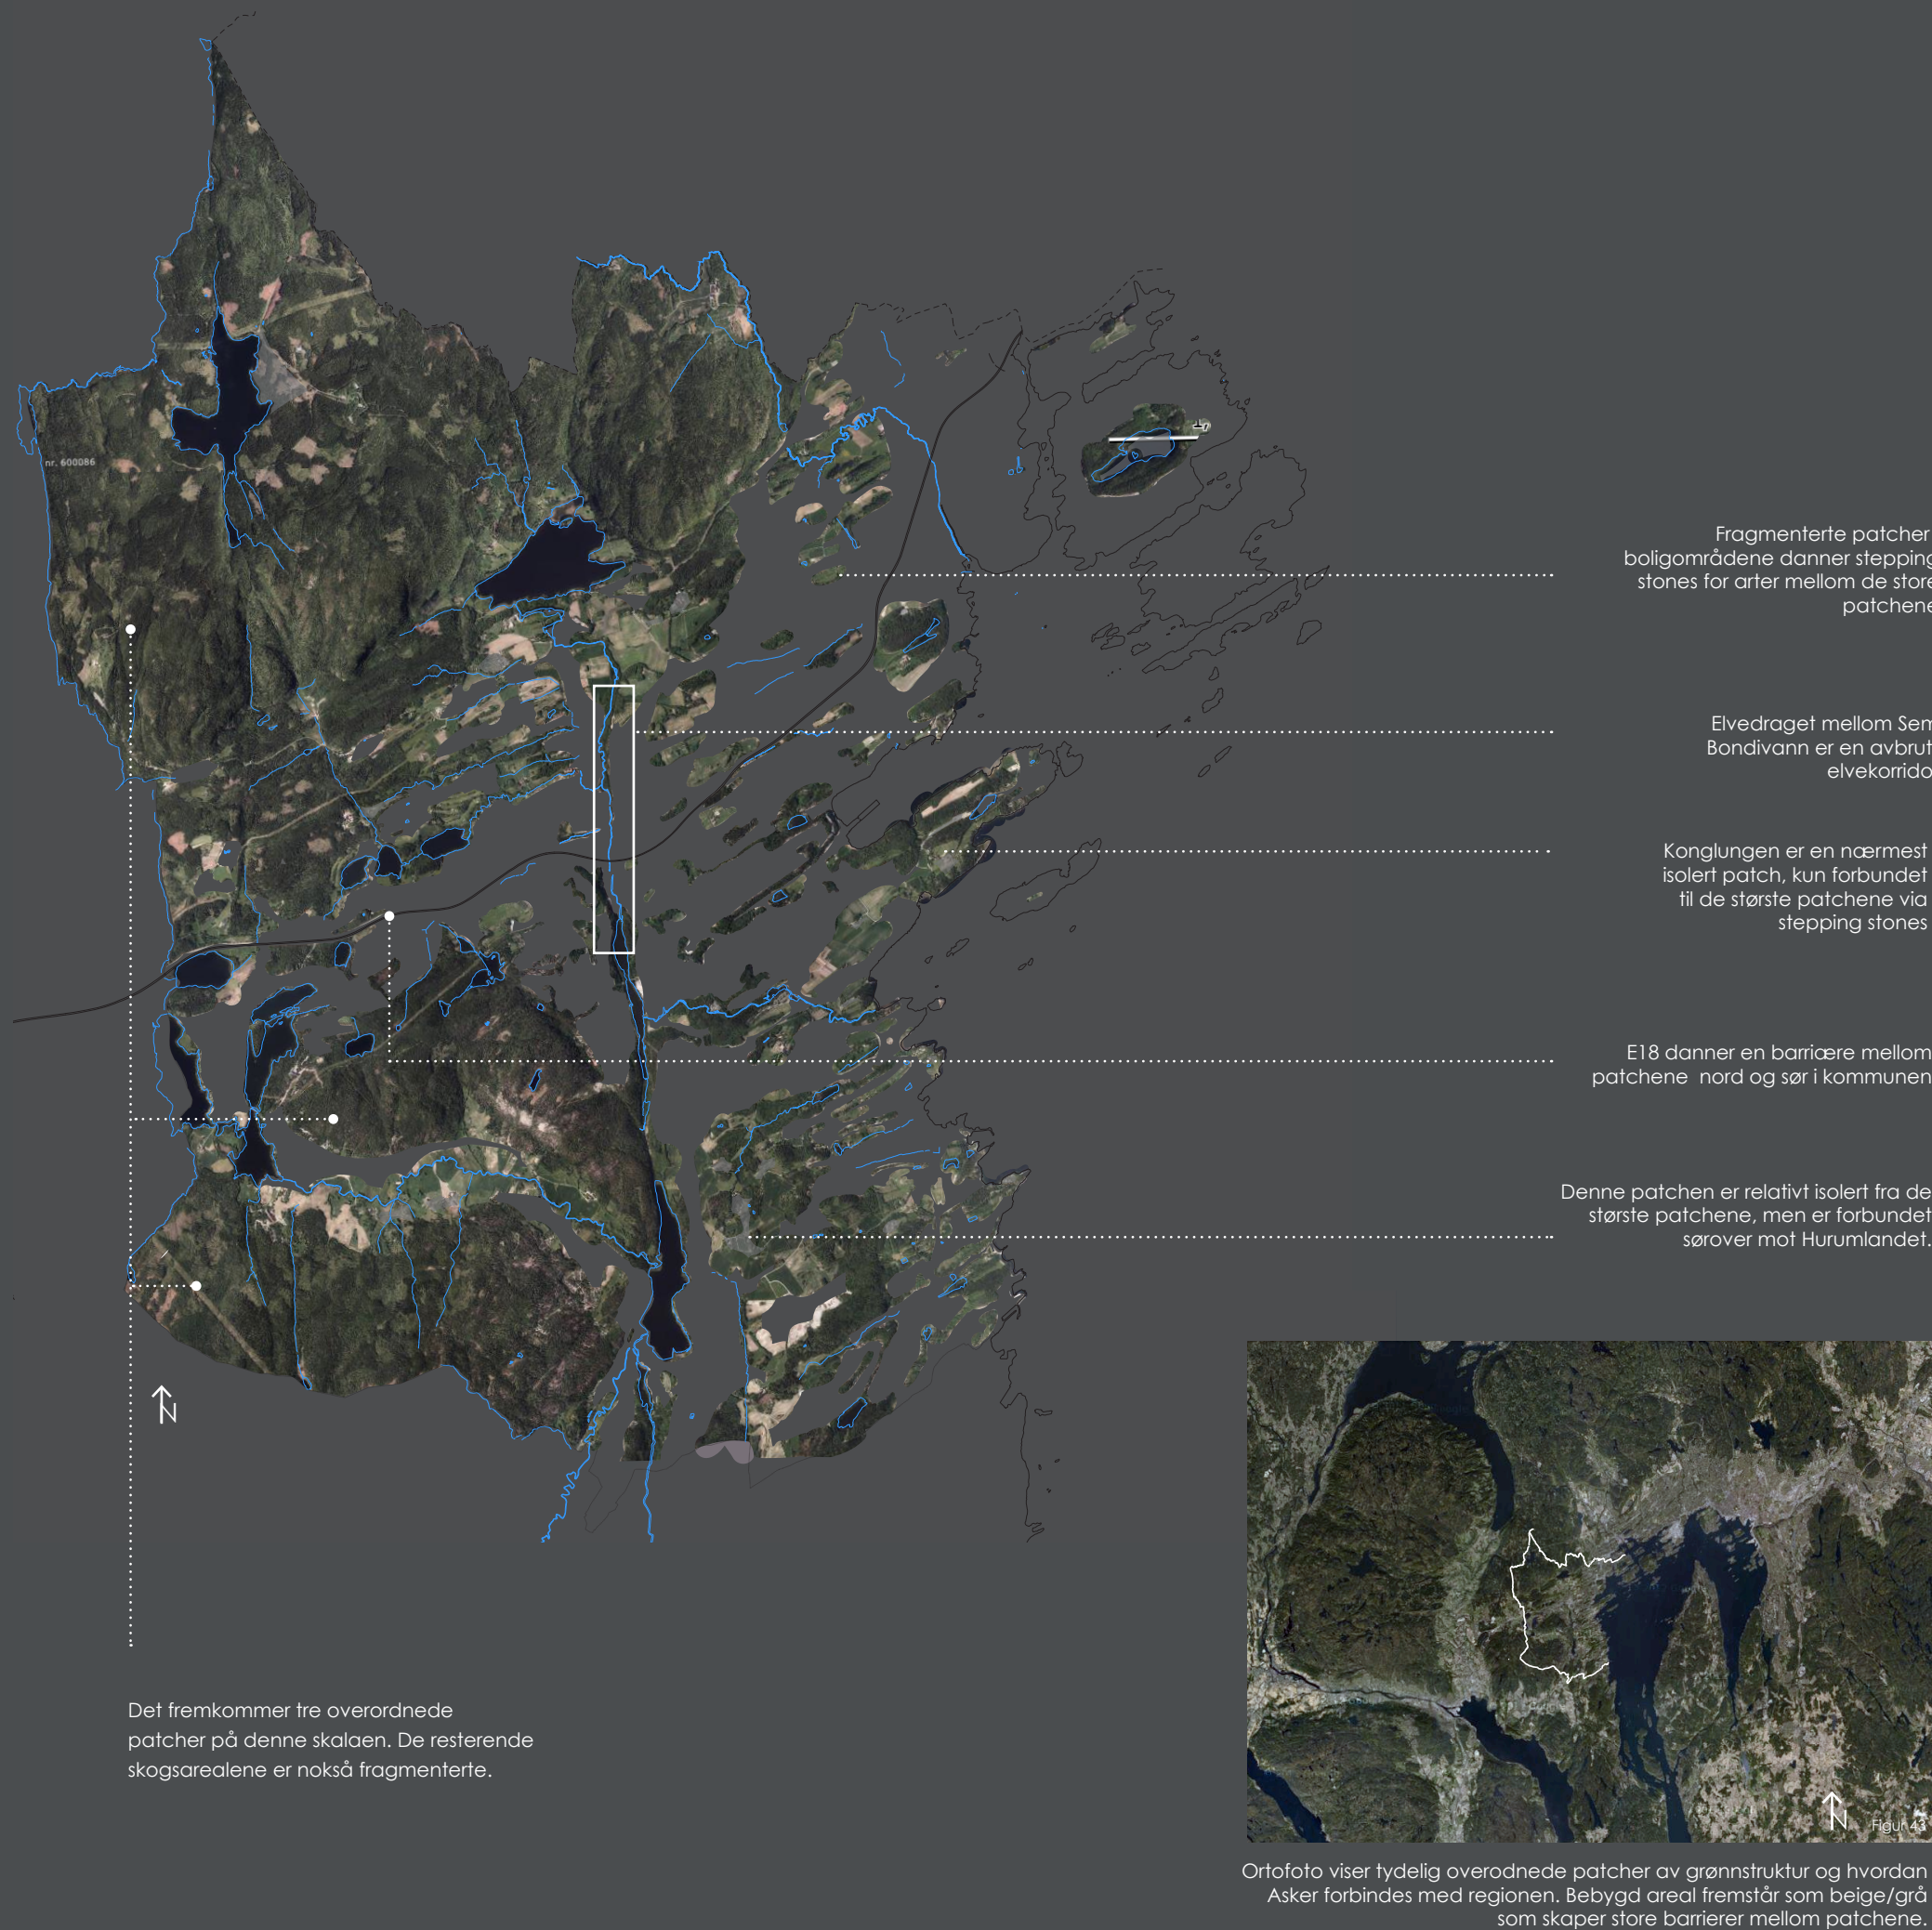 nr. 600086
Fragmenterte patcher
boligområdene danner stepping
stones for arter mellom de store
patchene
Elvedraget mellom Sem
Bondivann er en avbrut
elvekorrido
Konglungen er en nærmest
isolert patch, kun forbundet
til de største patchene via
stepping stones
E18 danner en barriære mellom
patchene nord og sør i kommunen
Denne patchen er relativt isolert fra de
største patchene, men er forbundet
sørover mot Hurumlandet.
N
Det fremkommer tre overordnede
patcher på denne skalaen. De resterende
skogsarealene er nokså fragmenterte.
N
Figur 43
Ortofoto viser tydelig overodnede patcher av grønnstruktur og hvordan
Asker forbindes med regionen. Bebygd areal fremstår som beige/grå
som skaper store barrierer mellom patchene.